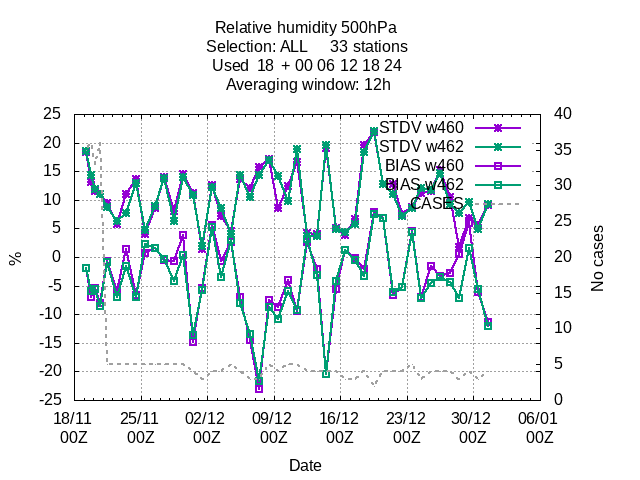 Relative humidity 500hPa
Selection: ALL 33 stations
Used 18 + 00 06 12 18 24
Averaging window: 12h
25 40
20 35
15 30
10 25
5
0 20
-5 15
-10 10
-15
-20 5
-25 0
%
No cases
STDV w460
STDV w462
BIAS w460
BIAS w462
CASES
18/11 25/11 02/12 09/12 16/12 23/12 30/12 06/01
00Z 00Z 00Z 00Z 00Z 00Z 00Z 00Z
Date